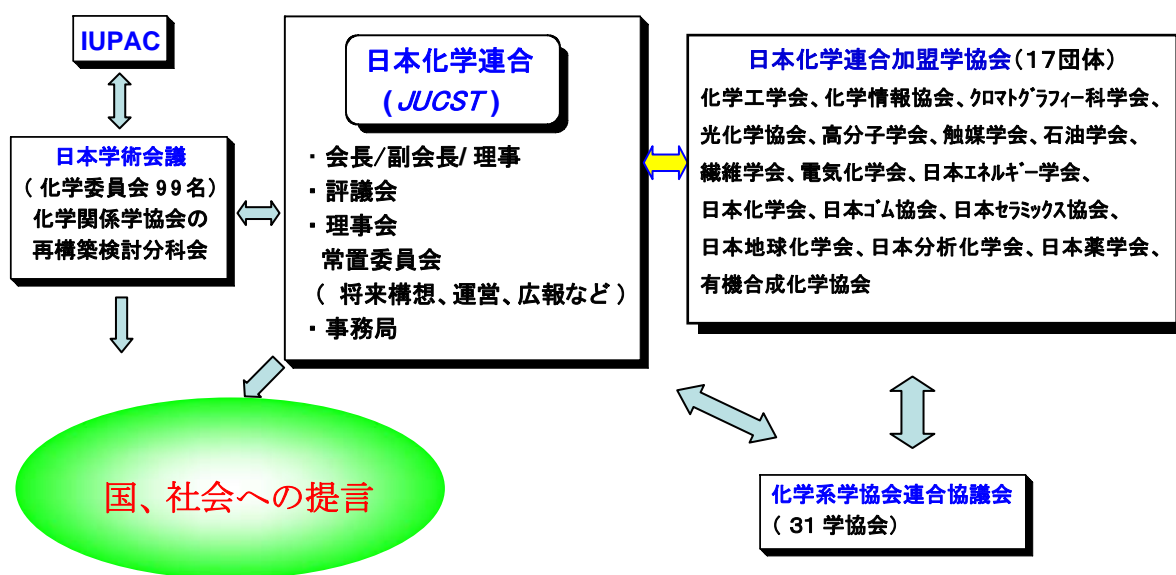 IUPAC
日本学術会議
( 化学委員会 99 名)
化学関係学協会の
再構築検討分科会
日本化学連合
( JUCST )
・ 会長/副会長/ 理事
・ 評議会
・ 理事会
常置委員会
( 将来構想、運営、広報など )
・ 事務局
日本化学連合加盟学協会(17団体)
化学工学会、化学情報協会、ｸﾛﾏﾄｸﾞﾗﾌｨｰ科学会、
光化学協会、高分子学会、触媒学会、石油学会、
繊維学会、電気化学会、日本ｴﾈﾙｷﾞｰ学会、
日本化学会、日本ｺﾞﾑ協会、日本ｾﾗﾐｯｸｽ協会、
日本地球化学会、日本分析化学会、日本薬学会、
有機合成化学協会
国、社会への提言
化学系学協会連合協議会
( 31 学協会)